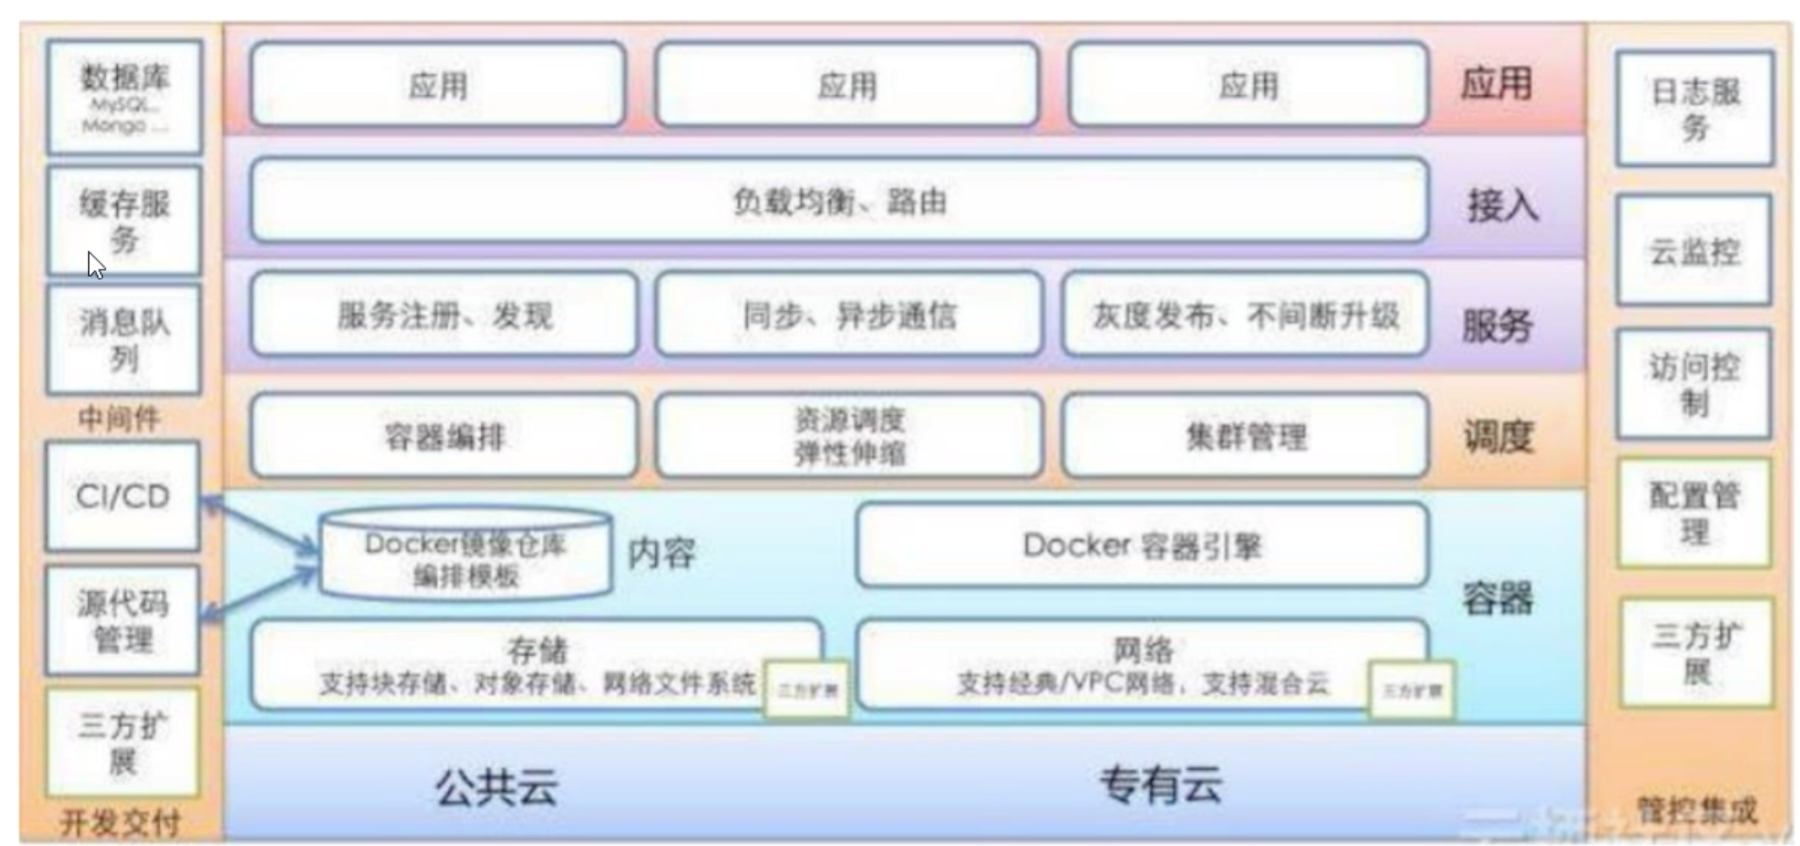 数据库
MySQL...
Mongo ...
缓存服
务
消息队
列
中间件
CI/CD
源代码
管理
三方扩
展
开发交付
应用
应用
应用
应用
负载均衡、路由
接入
服务注册、发现
同步、异步通信
灰度发布、不间断升级
服务
容器编排
资源调度
弹性伸缩
集群管理
调度
Docker镜像仓库
编排模板
内容
Docker 容器引擎
容器
存储
支持块存储、对象存储、网络文件系统
三方扩展
网络
支持经典/VPC网络，支持混合云
三方扩展
公共云
专有云
日志服
务
云监控
访问控
制
配置管
理
三方扩
展
管控集成